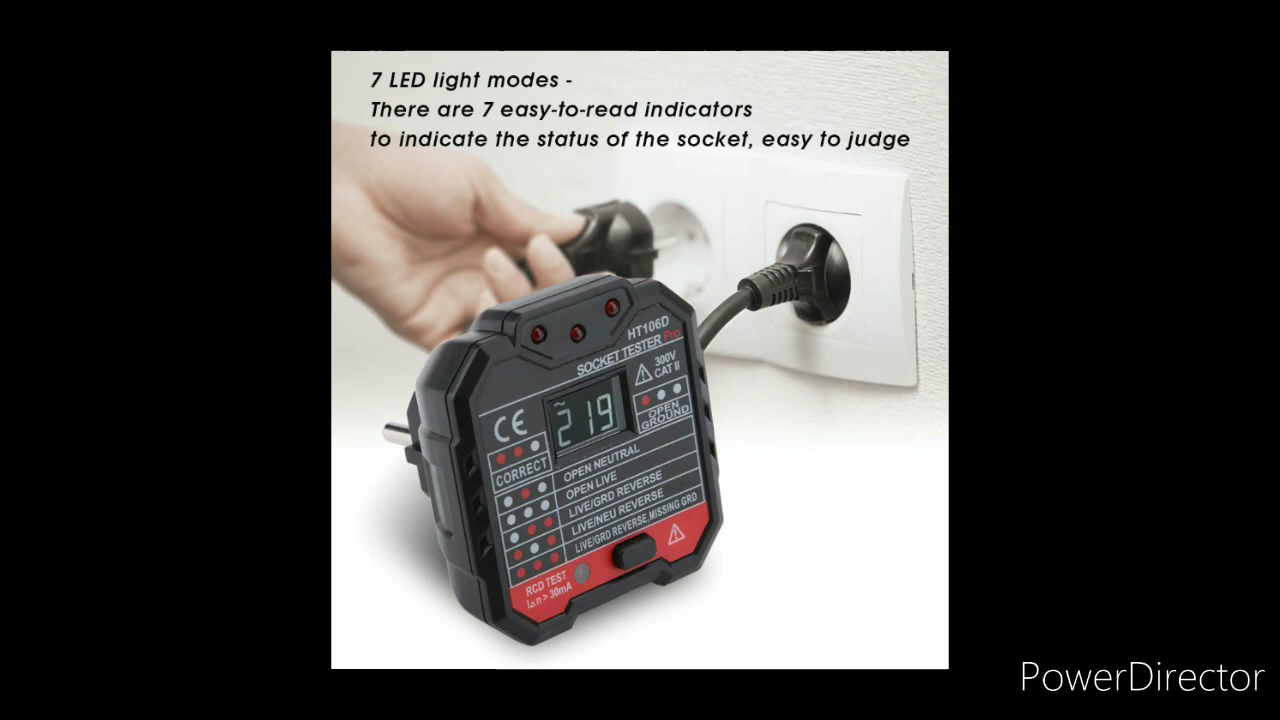 7 LED light modes -
There are 7 easy-to-read indicators
to indicate the status of the socket, easy to judge
HT106D
SOCKET TESTER Pro
300V
CAT II
~
219
CE
OPEN
GROUND
CORRECT
OPEN NEUTRAL
OPEN LIVE
LIVE/GRD REVERSE
LIVE/NEU REVERSE
LIVE/GRD REVERSE,MISSING GRD
RCD TEST
I△n > 30mA
PowerDirector